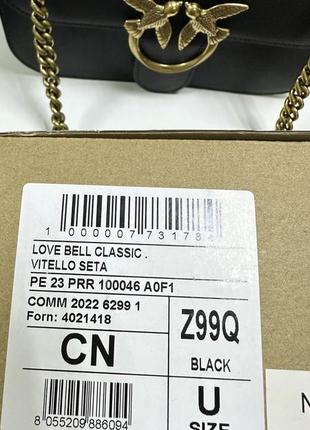 1 000007 73178
LOVE BELL CLASSIC .
VITELLO SETA
PE 23 PRR 100046 A0F1
COMM 2022 6299 1
Forn: 4021418
CN
Z99Q
BLACK
U
SIZE
8 055209 886094
N